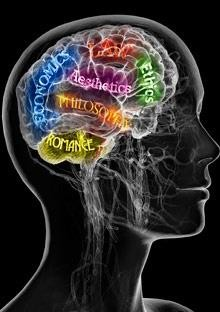 LAW
ECONOMICS
Aesthetics
Ethics
PHILOSOPHY
ROMANCE